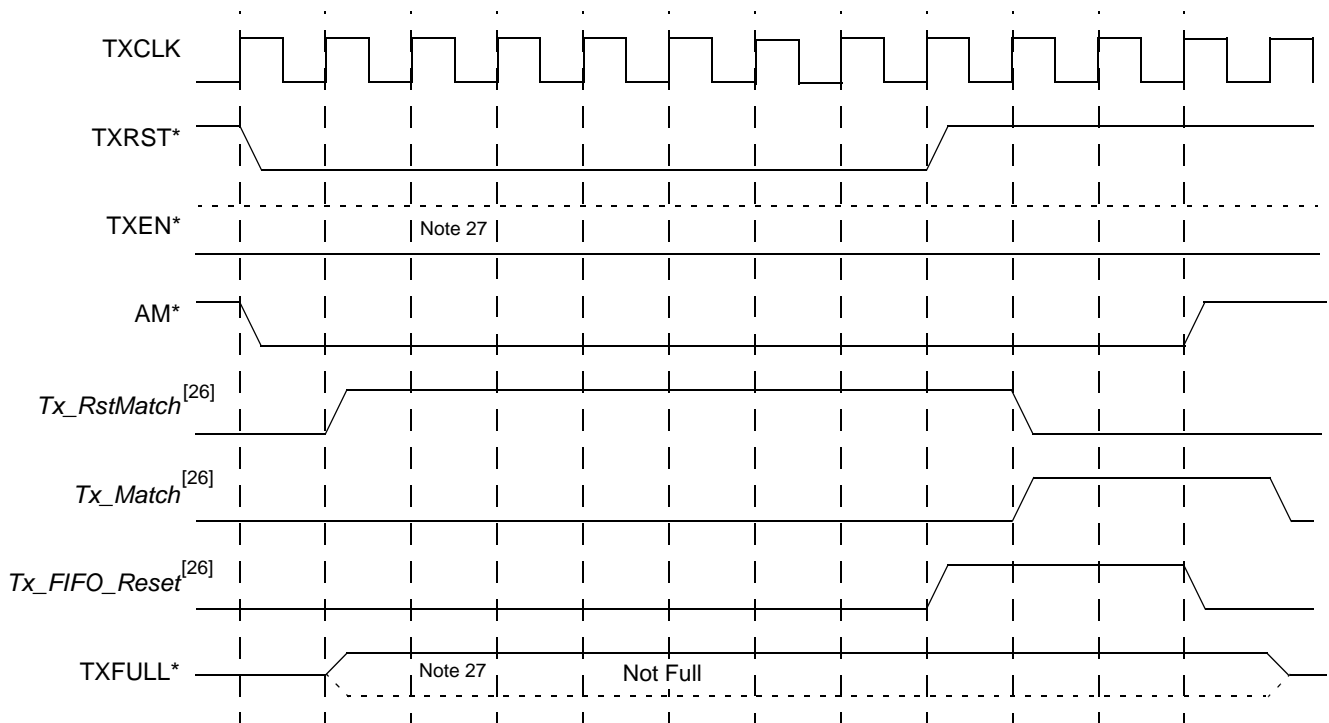 TXCLK
TXRST*
TXEN*
Note 27
AM*
Tx_RstMatch[26]
Tx_Match[26]
Tx_FIFO_Reset[26]
TXFULL*
Note 27
Not Full